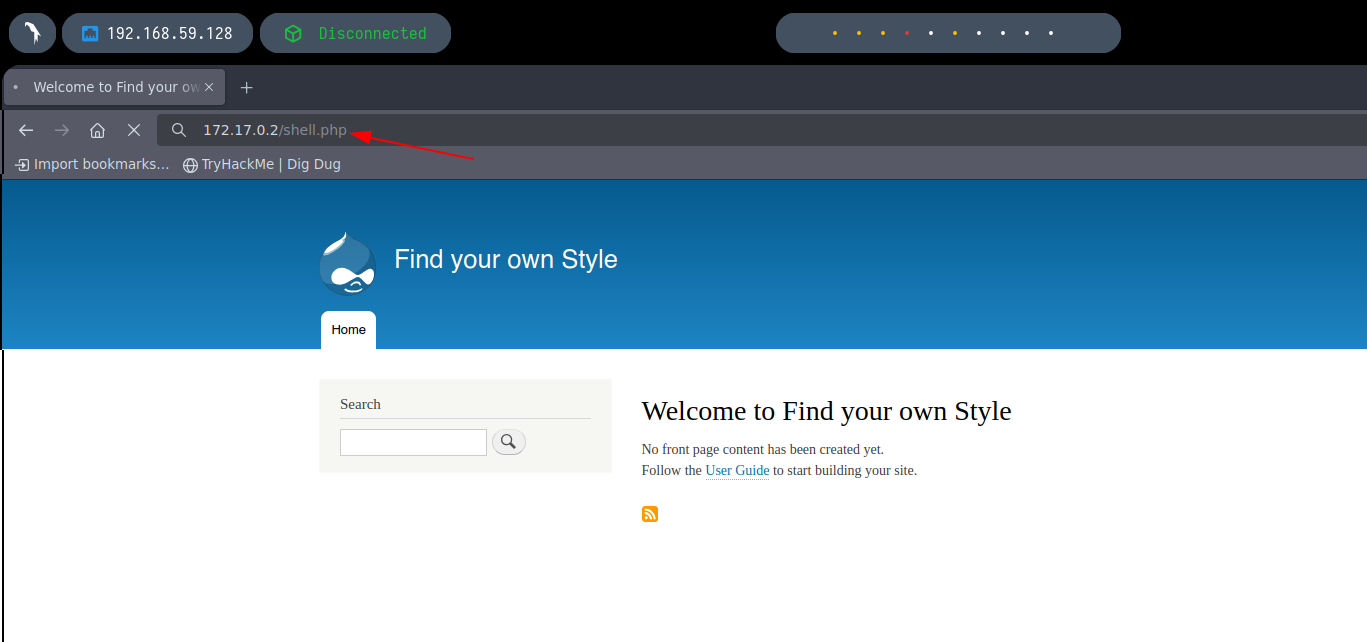 192.168.59.128 Disconnected
Welcome to Find your ow
172.17.0.2/shell.php
Import bookmarks... TryHackMe | Dig Dug
Find your own Style
Home
Search
Welcome to Find your own Style
No front page content has been created yet.
Follow the User Guide to start building your site.